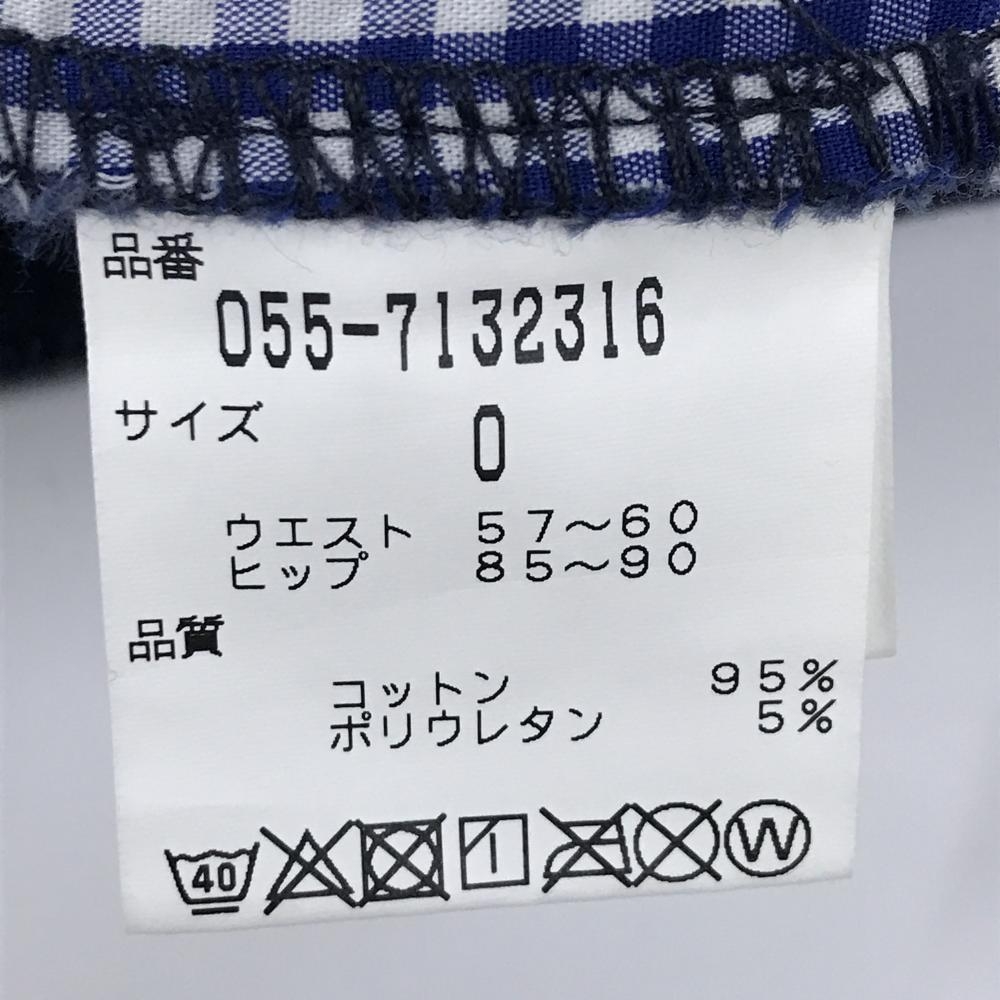 品番
055-7132316
サイズ 0
ウエスト 57〜60
ヒップ 85〜90
品質
コットン 95%
ポリウレタン 5%
40 W